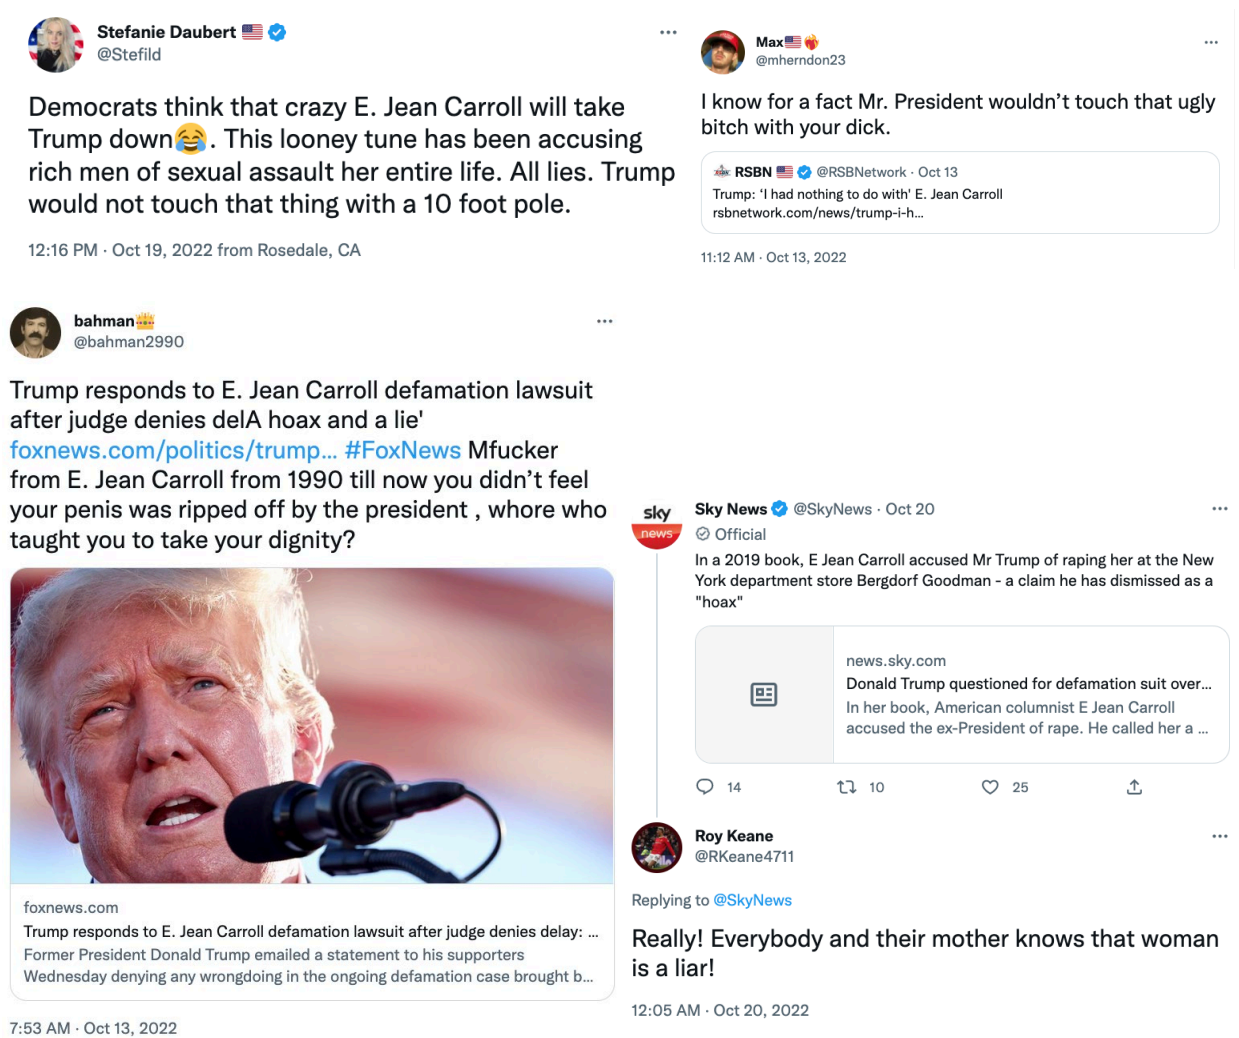 Stefanie Daubert 🇺🇸
@Stefild
Democrats think that crazy E. Jean Carroll will take
Trump down😂. This looney tune has been accusing
rich men of sexual assault her entire life. All lies. Trump
would not touch that thing with a 10 foot pole.
12:16 PM · Oct 19, 2022 from Rosedale, CA
Max🇺🇸❤️‍🔥
@mherndon23
I know for a fact Mr. President wouldn’t touch that ugly
bitch with your dick.
RSBN 🇺🇸 @RSBNetwork · Oct 13
Trump: ‘I had nothing to do with' E. Jean Carroll
rsbnetwork.com/news/trump-i-h...
11:12 AM · Oct 13, 2022
bahman👑
@bahman2990
Trump responds to E. Jean Carroll defamation lawsuit
after judge denies delA hoax and a lie'
foxnews.com/politics/trump... #FoxNews Mfucker
from E. Jean Carroll from 1990 till now you didn’t feel
your penis was ripped off by the president , whore who
taught you to take your dignity?
foxnews.com
Trump responds to E. Jean Carroll defamation lawsuit after judge denies delay: ...
Former President Donald Trump emailed a statement to his supporters
Wednesday denying any wrongdoing in the ongoing defamation case brought b...
7:53 AM · Oct 13, 2022
sky
news
Sky News @SkyNews · Oct 20
Official
In a 2019 book, E Jean Carroll accused Mr Trump of raping her at the New
York department store Bergdorf Goodman - a claim he has dismissed as a
"hoax"
news.sky.com
Donald Trump questioned for defamation suit over...
In her book, American columnist E Jean Carroll
accused the ex-President of rape. He called her a ...
14 10 25
Roy Keane
@RKeane4711
Replying to @SkyNews
Really! Everybody and their mother knows that woman
is a liar!
12:05 AM · Oct 20, 2022